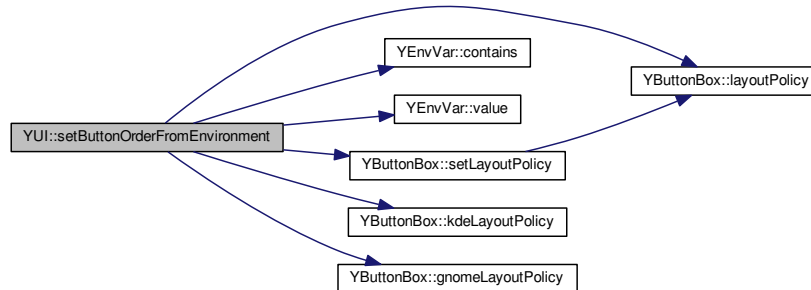 YEnvVar::contains
YButtonBox::layoutPolicy
YEnvVar::value
YUI::setButtonOrderFromEnvironment
YButtonBox::setLayoutPolicy
YButtonBox::kdeLayoutPolicy
YButtonBox::gnomeLayoutPolicy